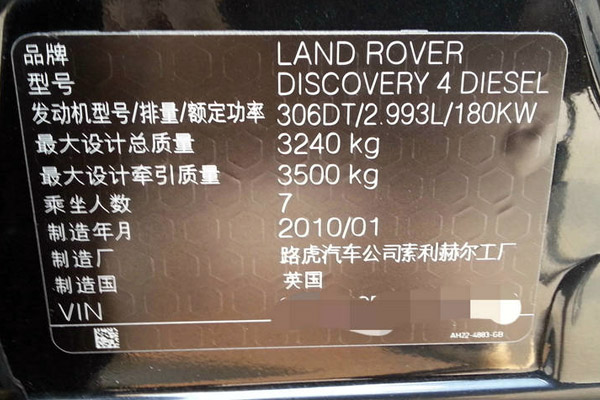 品牌 LAND ROVER
型号 DISCOVERY 4 DIESEL
发动机型号/排量/额定功率 306DT/2.993L/180KW
最大设计总质量 3240 kg
最大设计牵引质量 3500 kg
乘坐人数 7
制造年月 2010/01
制造厂 路虎汽车公司索利赫尔工厂
制造国 英国
VIN
AH22-4883-GB